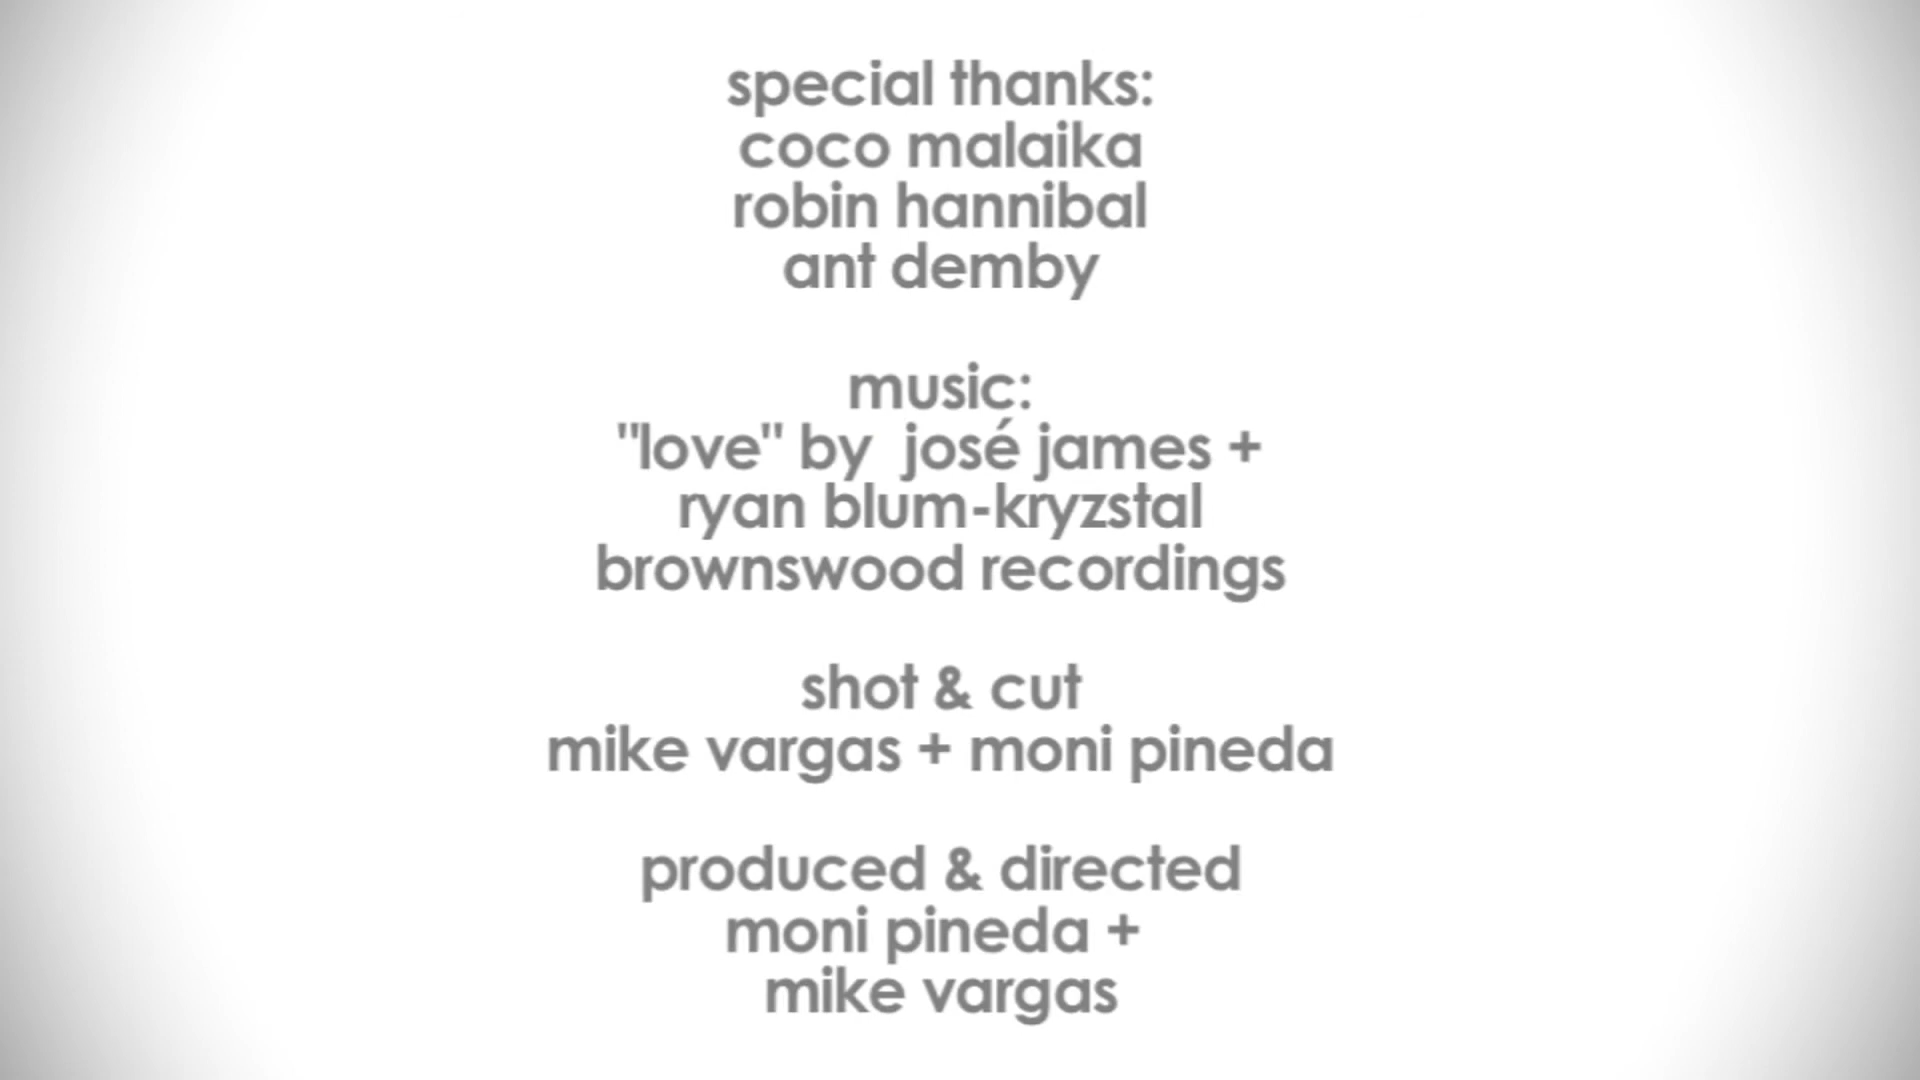 special thanks:
coco malaika
robin hannibal
ant demby
music:
"love" by  josé james +
ryan blum-kryzstal
brownswood recordings
shot & cut
mike vargas + moni pineda
produced & directed
moni pineda +
mike vargas